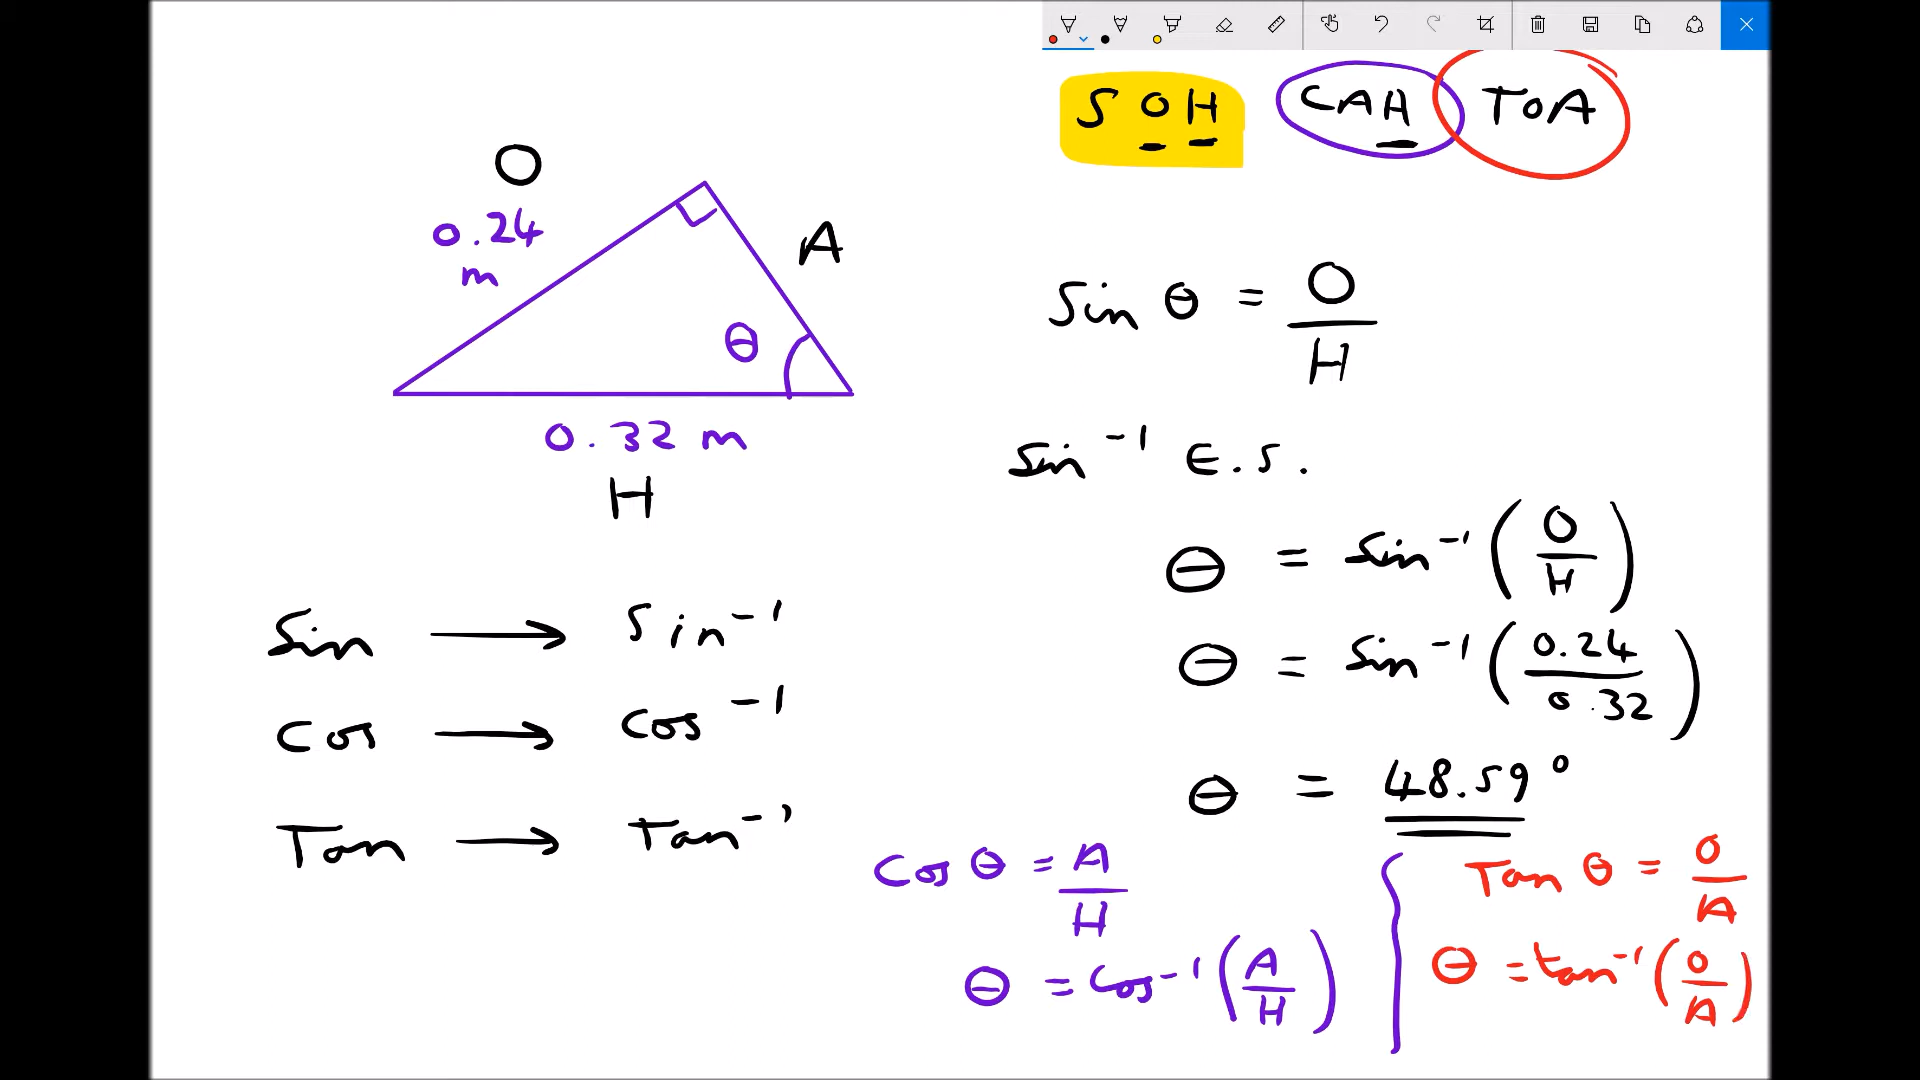 SOH CAH TOA
O
0.24
m
A
θ
0.32 m
H
Sin θ = O/H
Sin⁻¹ E.S.
θ = Sin⁻¹ (O/H)
θ = Sin⁻¹ (0.24/0.32)
θ = 48.59°
Sin → Sin⁻¹
Cos → Cos⁻¹
Tan → Tan⁻¹
Cos θ = A/H
θ = Cos⁻¹ (A/H)
Tan θ = O/A
θ = tan⁻¹ (O/A)